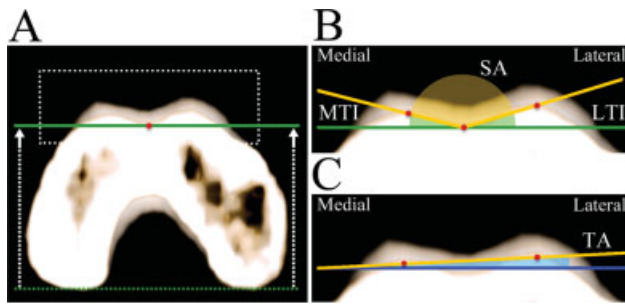 A
B
Medial
Lateral
SA
MTI
LTI
C
Medial
Lateral
TA